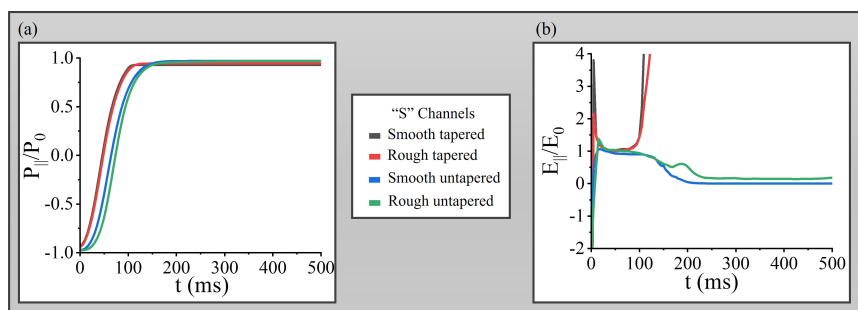 (a)
1.0
0.5
0.0
-0.5
-1.0
P∥/P0
0 100 200 300 400 500
t (ms)
“S” Channels
Smooth tapered
Rough tapered
Smooth untapered
Rough untapered
(b)
4
3
2
1
0
-1
-2
E∥/E0
0 100 200 300 400 500
t (ms)